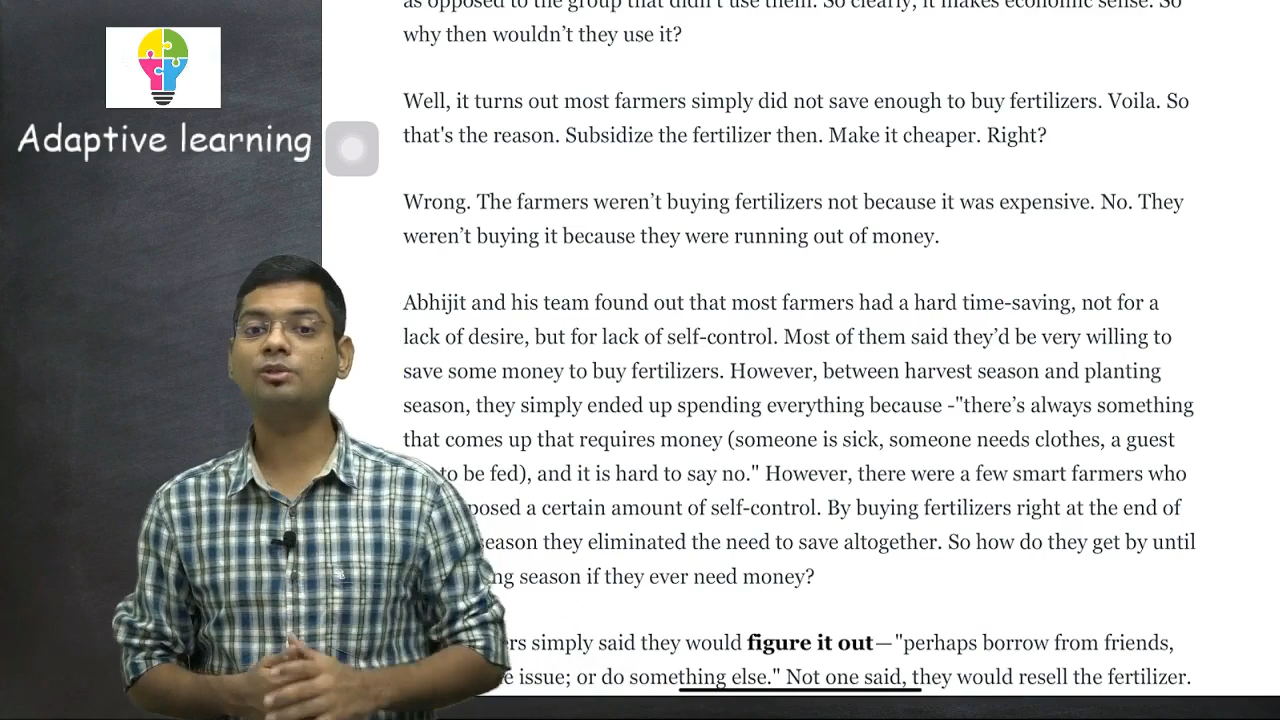 as opposed to the group that didn't use them. So clearly, it makes economic sense. So
why then wouldn’t they use it?
Adaptive learning
Well, it turns out most farmers simply did not save enough to buy fertilizers. Voila. So
that's the reason. Subsidize the fertilizer then. Make it cheaper. Right?
Wrong. The farmers weren’t buying fertilizers not because it was expensive. No. They
weren’t buying it because they were running out of money.
Abhijit and his team found out that most farmers had a hard time-saving, not for a
lack of desire, but for lack of self-control. Most of them said they’d be very willing to
save some money to buy fertilizers. However, between harvest season and planting
season, they simply ended up spending everything because -"there’s always something
that comes up that requires money (someone is sick, someone needs clothes, a guest
to be fed), and it is hard to say no." However, there were a few smart farmers who
posed a certain amount of self-control. By buying fertilizers right at the end of
season they eliminated the need to save altogether. So how do they get by until
ng season if they ever need money?
ers simply said they would figure it out—"perhaps borrow from friends,
e issue; or do something else." Not one said, they would resell the fertilizer.